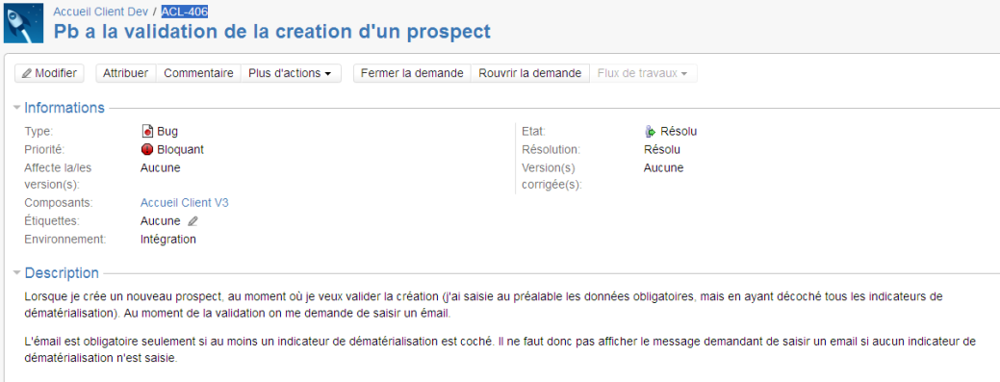 Accueil Client Dev / ACL-406
Pb a la validation de la creation d'un prospect
Modifier Attribuer Commentaire Plus d'actions Fermer la demande Rouvrir la demande Flux de travaux
Informations
Type: Bug Etat: Résolu
Priorité: Bloquant Résolution: Résolu
Affecte la/les Aucune Version(s) Aucune
version(s): corrigée(s):
Composants: Accueil Client V3
Étiquettes: Aucune
Environnement: Intégration
Description
Lorsque je crée un nouveau prospect, au moment où je veux valider la création (j'ai saisie au préalable les données obligatoires, mais en ayant décoché tous les indicateurs de
dématérialisation). Au moment de la validation on me demande de saisir un émail.
L'émail est obligatoire seulement si au moins un indicateur de dématérialisation est coché. Il ne faut donc pas afficher le message demandant de saisir un email si aucun indicateur de
dématérialisation n'est saisie.